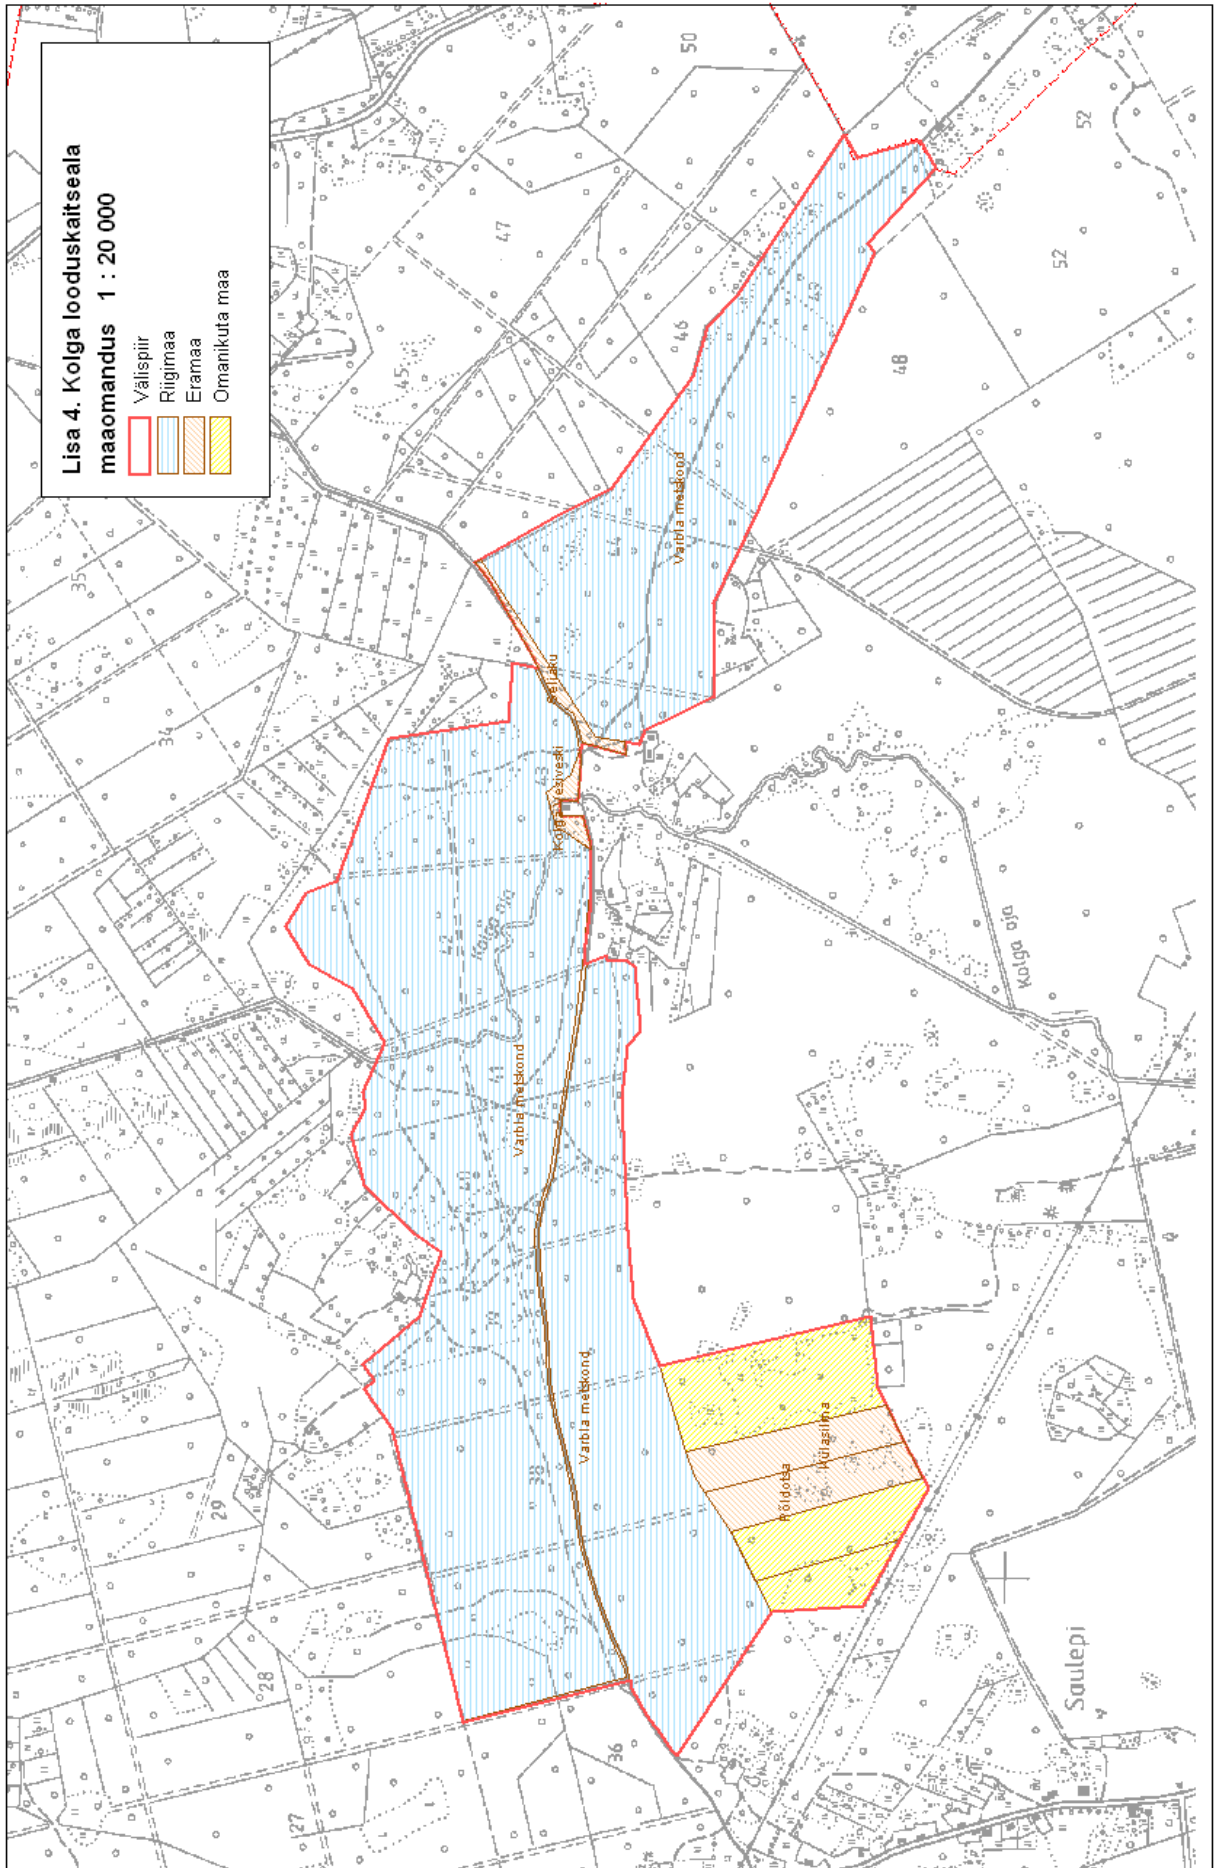 Lisa 4. Kolga looduskaitseala
maaomandus 1 : 20 000
Välispiir
Riigimaa
Eramaa
Omanikuta maa
50
47
52
52
45
46
48
43
44
35
34
Varbla metskond
43
42
Kolga oja
Kolga oja
41
Varbla metskond
40
39
38
Varbla metskond
Põldotsa
Külasilma
29
28
27
37
36
Saulepi